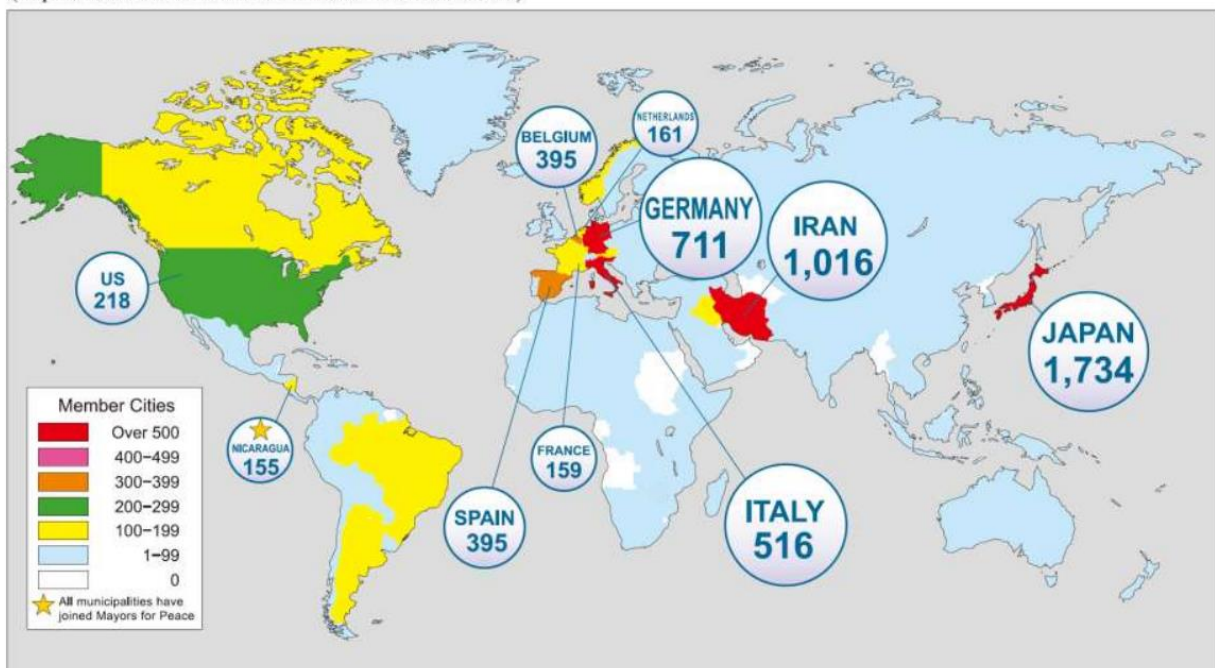 NETHERLANDS
161
BELGIUM
395
GERMANY
711
IRAN
1,016
US
218
JAPAN
1,734
Member Cities
Over 500
400-499
300-399
200-299
100-199
1-99
0
All municipalities have
joined Mayors for Peace
NICARAGUA
155
FRANCE
159
SPAIN
395
ITALY
516